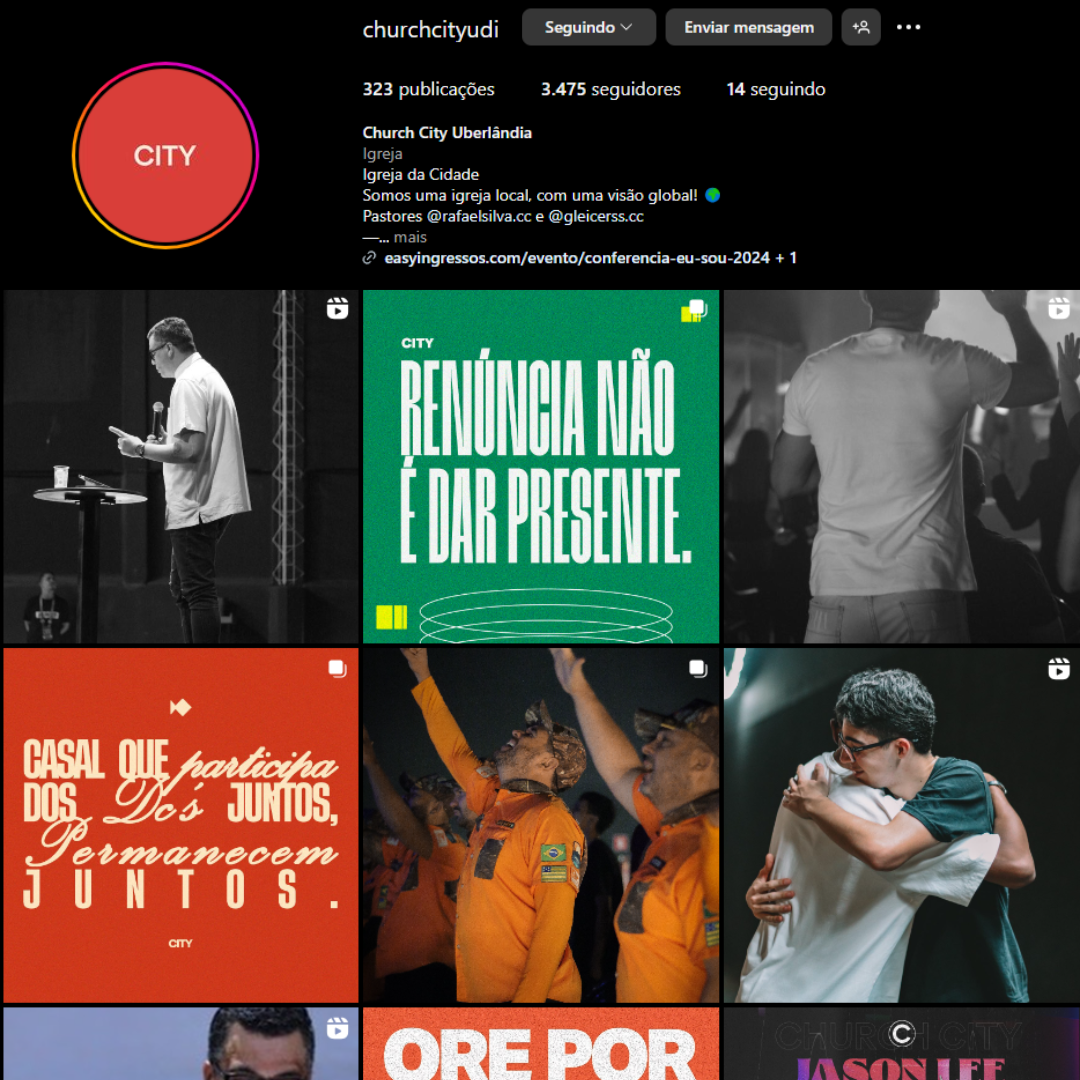 churchcityudi
Seguindo
Enviar mensagem
323 publicações
3.475 seguidores
14 seguindo
CITY
Church City Uberlândia
Igreja
Igreja da Cidade
Somos uma igreja local, com uma visão global!
Pastores @rafaelsilva.cc e @gleicerss.cc
—... mais
easyingressos.com/evento/conferencia-eu-sou-2024 + 1
CITY
RENÚNCIA NÃO
É DAR PRESENTE.
CASAL QUE participa
DOS Dc's JUNTOS,
Permanecem
JUNTOS.
CITY
ORE POR
CHURCH CITY
C
JASON LEE